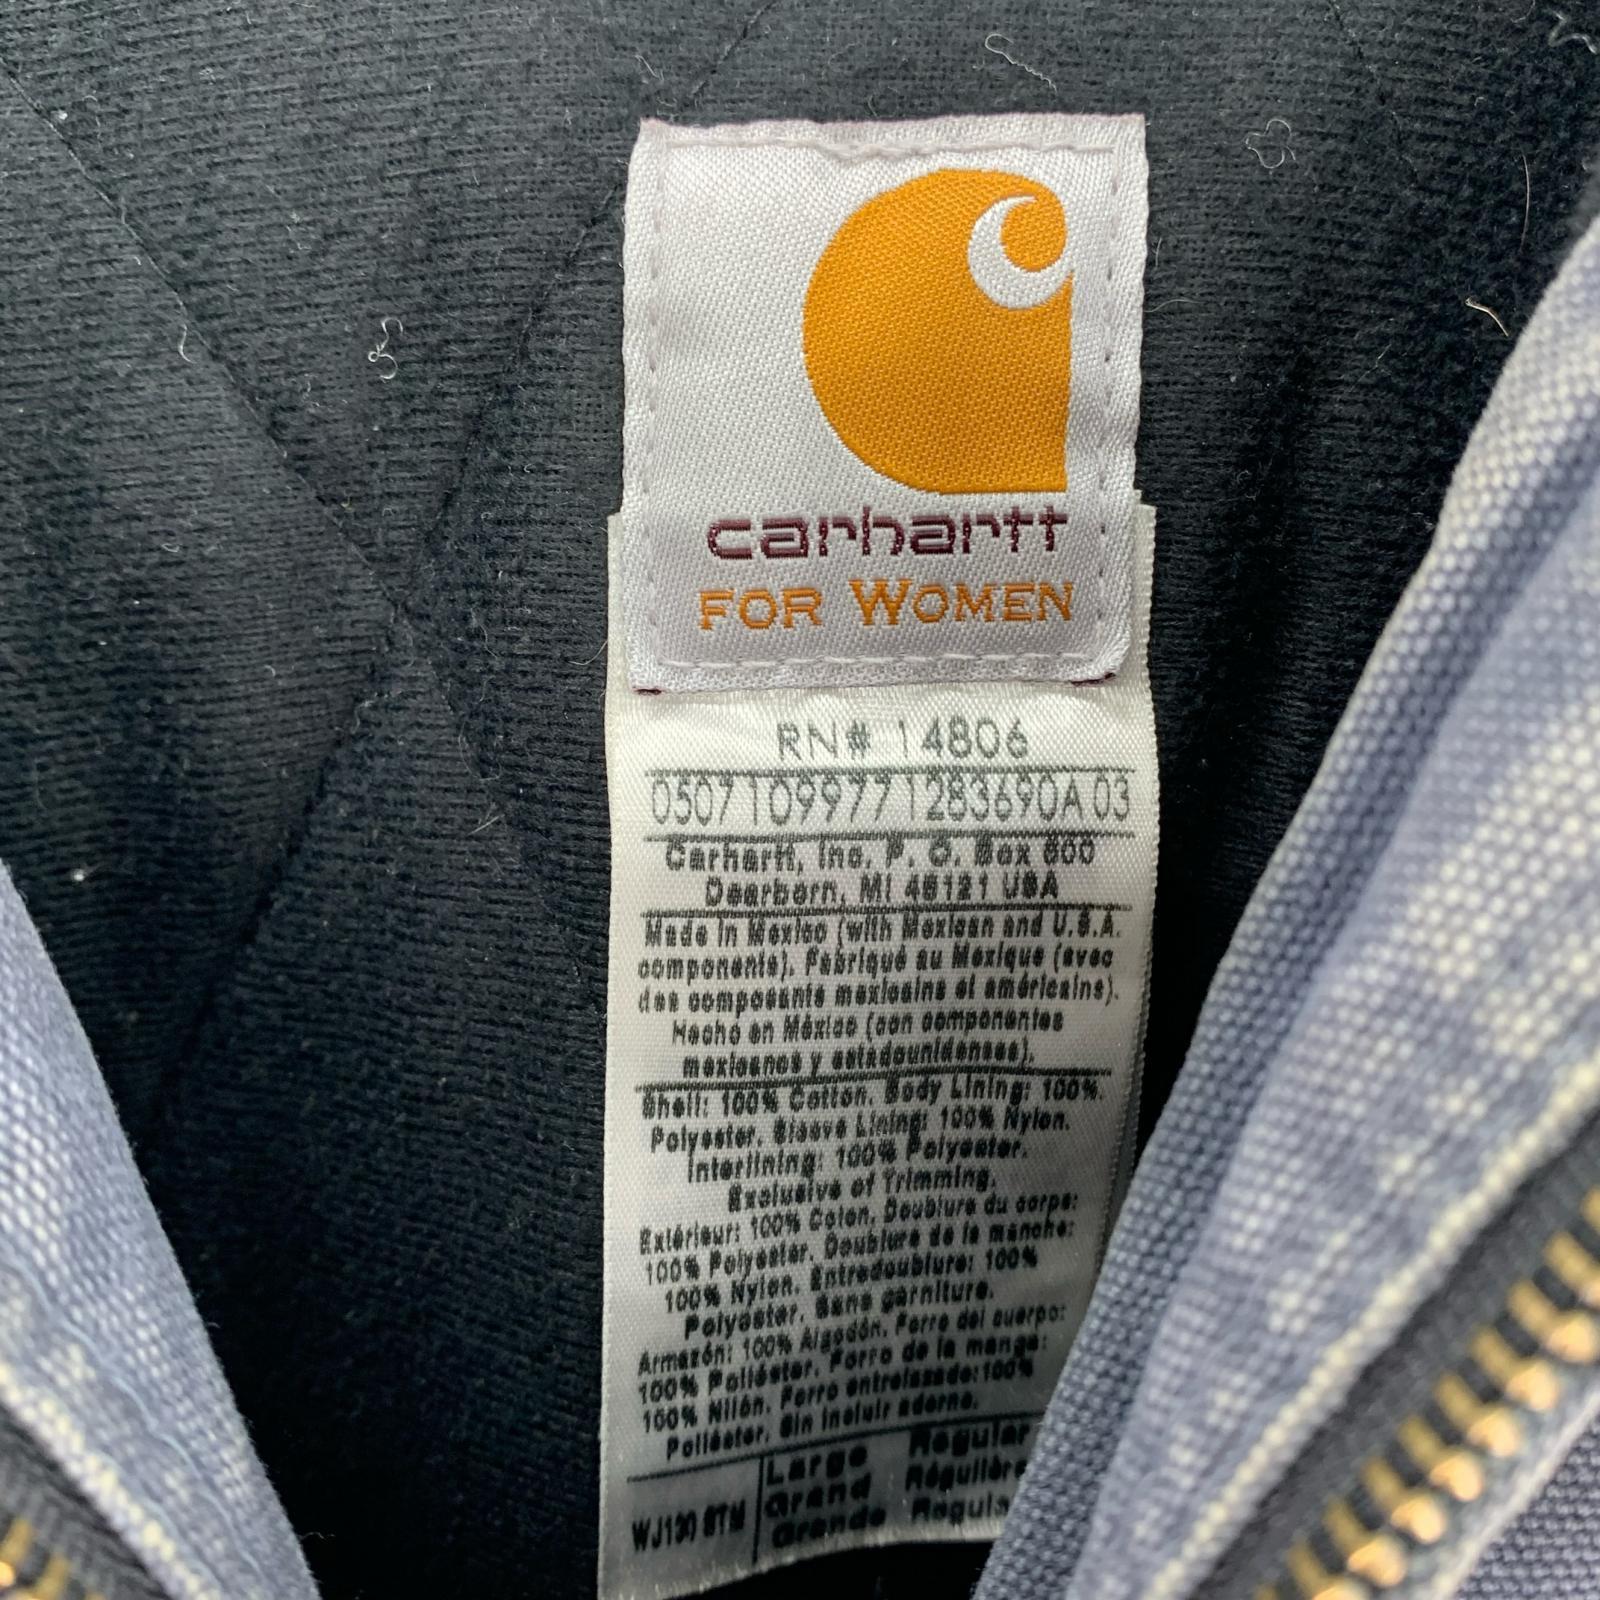 carhartt
FOR WOMEN
RN# 14806
05071099771283690A 03
Carhartt, Inc. P. O. Box 600
Dearborn, MI 48121 USA
Made in Mexico (with Mexican and U.S.A.
components). Fabriqué au Mexique (avec
des composants mexicains et américains).
Hecho en México (con componentes
mexicanos y estadounidenses).
Shell: 100% Cotton. Body Lining: 100%
Polyester. Sleeve Lining: 100% Nylon.
Interlining: 100% Polyester.
Exclusive of Trimming.
Extérieur: 100% Coton. Doublure du corps:
100% Polyester. Doublure de la manche:
100% Nylon. Entredoublure: 100%
Polyester. Sans garniture.
Armazón: 100% Algodón. Forro del cuerpo:
100% Poliéster. Forro de la manga:
100% Nilón. Forro entrelazado:100%
Poliéster. Sin incluir adorno.
WJ130 STM
Large Regular
Grand Régulière
Grande Regula